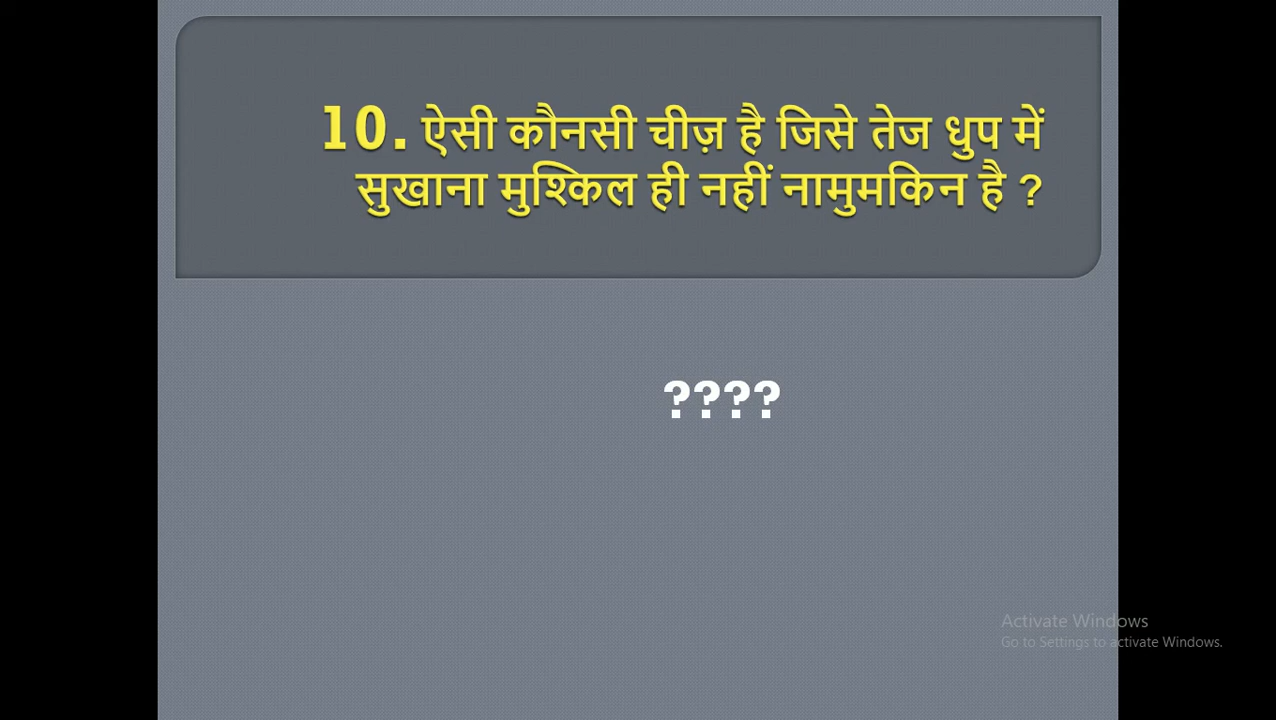 10. ऐसी कौनसी चीज़ है जिसे तेज धुप में
सुखाना मुश्किल ही नहीं नामुमकिन है ?
????
Activate Windows
Go to Settings to activate Windows.